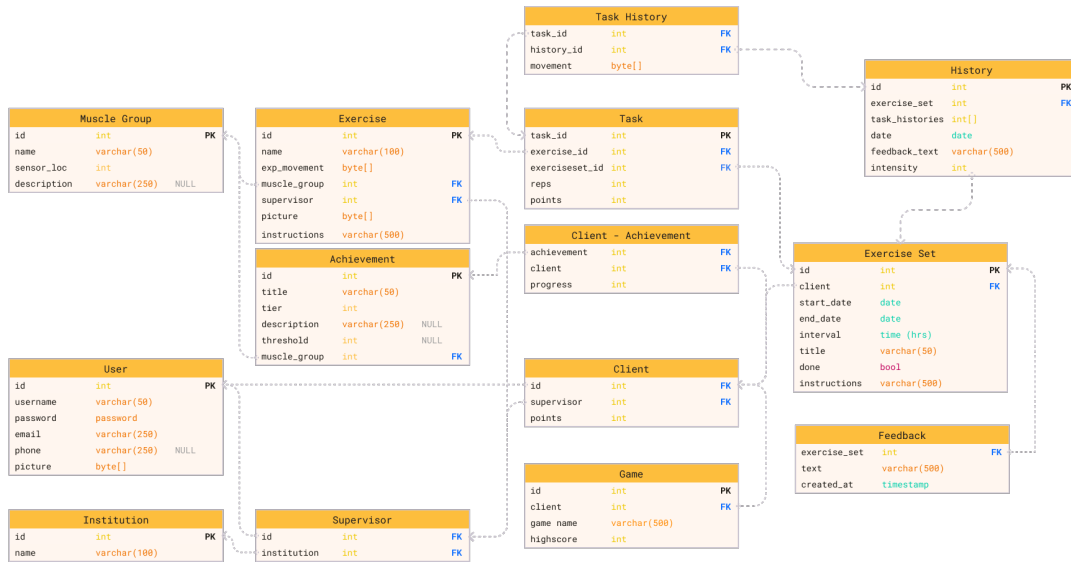 Task History
task_id int FK
history_id int FK
movement byte[]
History
id int PK
exercise_set int FK
task_histories int[]
date date
feedback_text varchar(500)
intensity int
Muscle Group
id int PK
name varchar(50)
sensor_loc int
description varchar(250) NULL
Exercise
id int PK
name varchar(100)
exp_movement byte[]
muscle_group int FK
supervisor int FK
picture byte[]
instructions varchar(500)
Task
task_id int PK
exercise_id int FK
exerciseset_id int FK
reps int
points int
Client - Achievement
achievement int FK
client int FK
progress int
Achievement
id int PK
title varchar(50)
tier int
description varchar(250) NULL
threshold int NULL
muscle_group int FK
Exercise Set
id int PK
client int FK
start_date date
end_date date
interval time (hrs)
title varchar(50)
done bool
instructions varchar(500)
User
id int PK
username varchar(50)
password password
email varchar(250)
phone varchar(250) NULL
picture byte[]
Client
id int FK
supervisor int FK
points int
Feedback
exercise_set int FK
text varchar(500)
created_at timestamp
Game
id int PK
client int FK
game name varchar(500)
highscore int
Institution
id int PK
name varchar(100)
Supervisor
id int FK
institution int FK